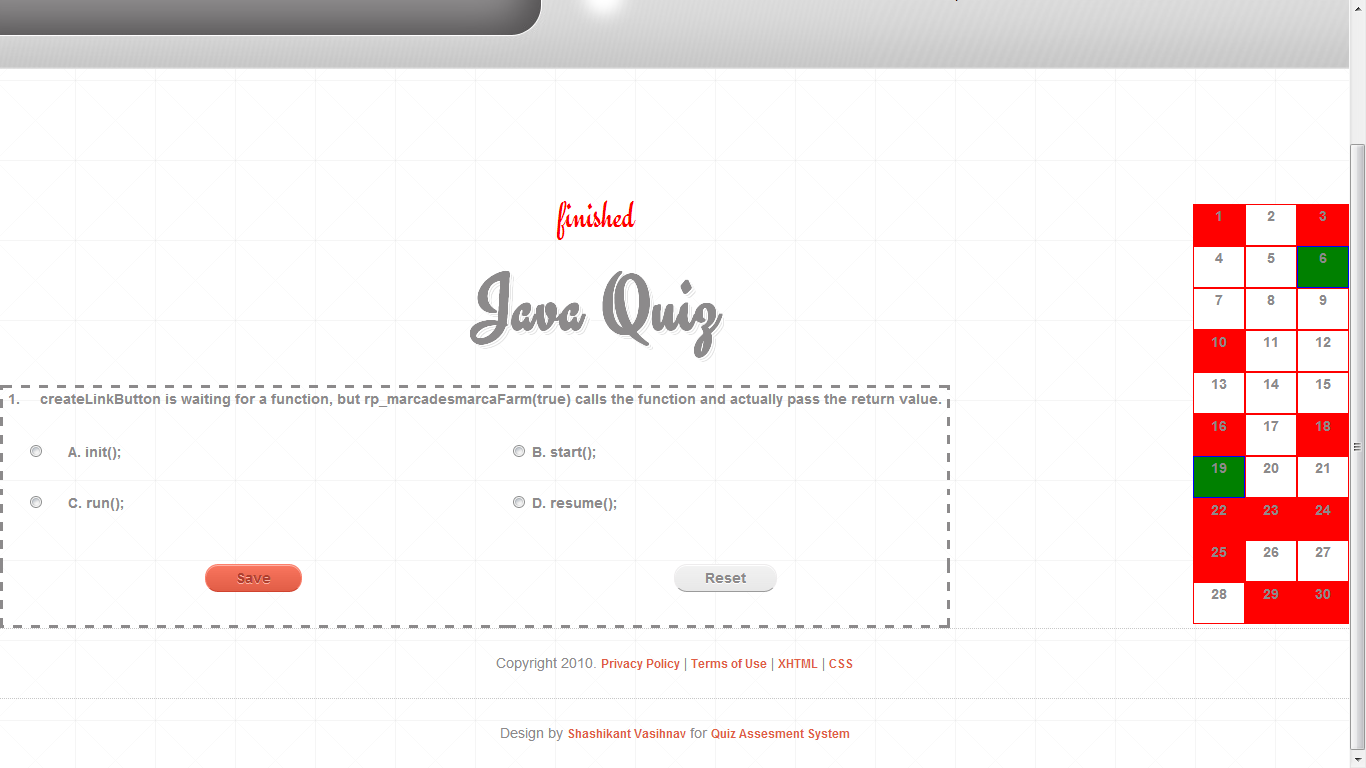 finished
Java Quiz
1. createLinkButton is waiting for a function, but rp_marcadesmarcaFarm(true) calls the function and actually pass the return value.
A. init(); B. start();
C. run(); D. resume();
Save Reset
1 2 3
4 5 6
7 8 9
10 11 12
13 14 15
16 17 18
19 20 21
22 23 24
25 26 27
28 29 30
Copyright 2010. Privacy Policy | Terms of Use | XHTML | CSS
Design by Shashikant Vasihnav for Quiz Assesment System